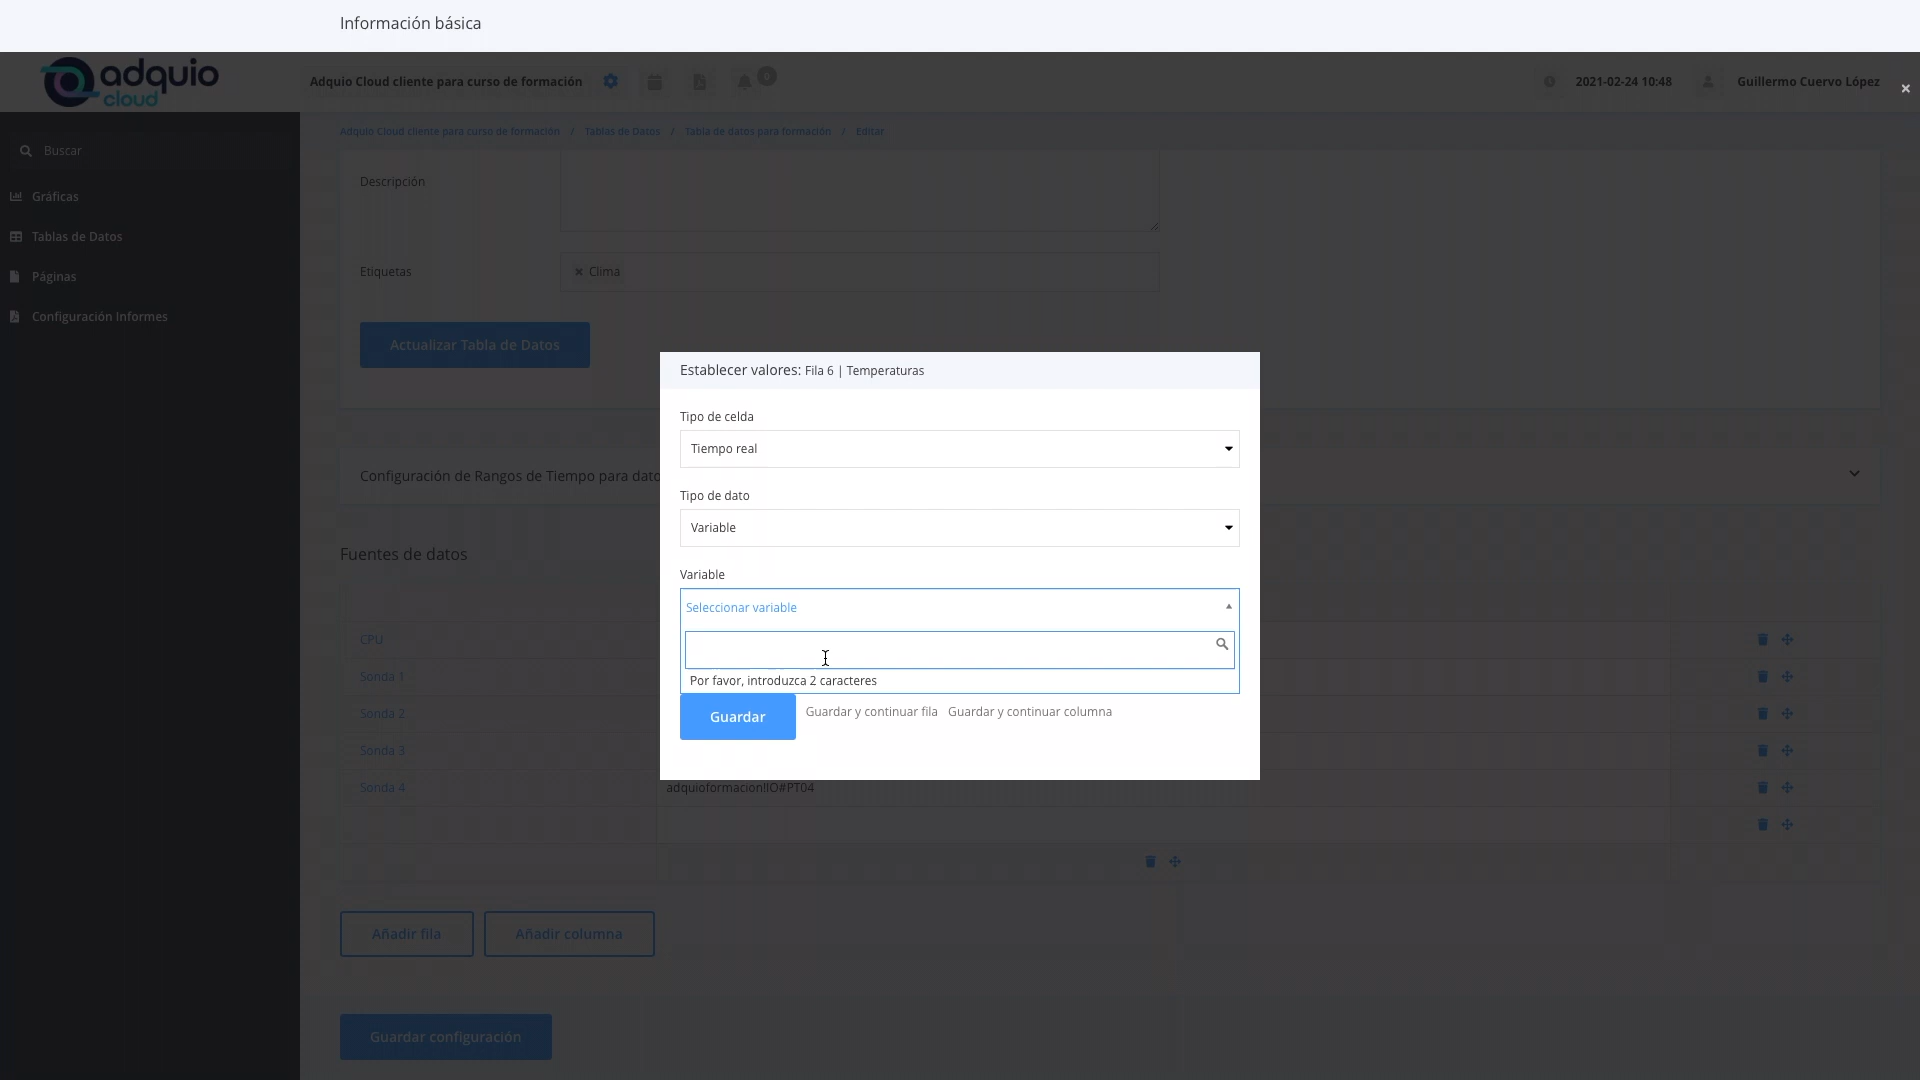 Información básica
adquio
cloud
Adquio Cloud cliente para curso de formación
0
2021-02-24 10:48
Guillermo Cuervo López
×
Adquio Cloud cliente para curso de formación / Tablas de Datos / Tabla de datos para formación / Editar
Buscar
Gráficas
Tablas de Datos
Páginas
Configuración Informes
Descripción
Etiquetas
× Clima
Actualizar Tabla de Datos
Configuración de Rangos de Tiempo para dato
Fuentes de datos
CPU
Sonda 1
Sonda 2
Sonda 3
Sonda 4
adquioformacion!IO#PT04
Añadir fila
Añadir columna
Guardar configuración
Establecer valores: Fila 6 | Temperaturas
Tipo de celda
Tiempo real
Tipo de dato
Variable
Variable
Seleccionar variable
Por favor, introduzca 2 caracteres
Guardar
Guardar y continuar fila
Guardar y continuar columna